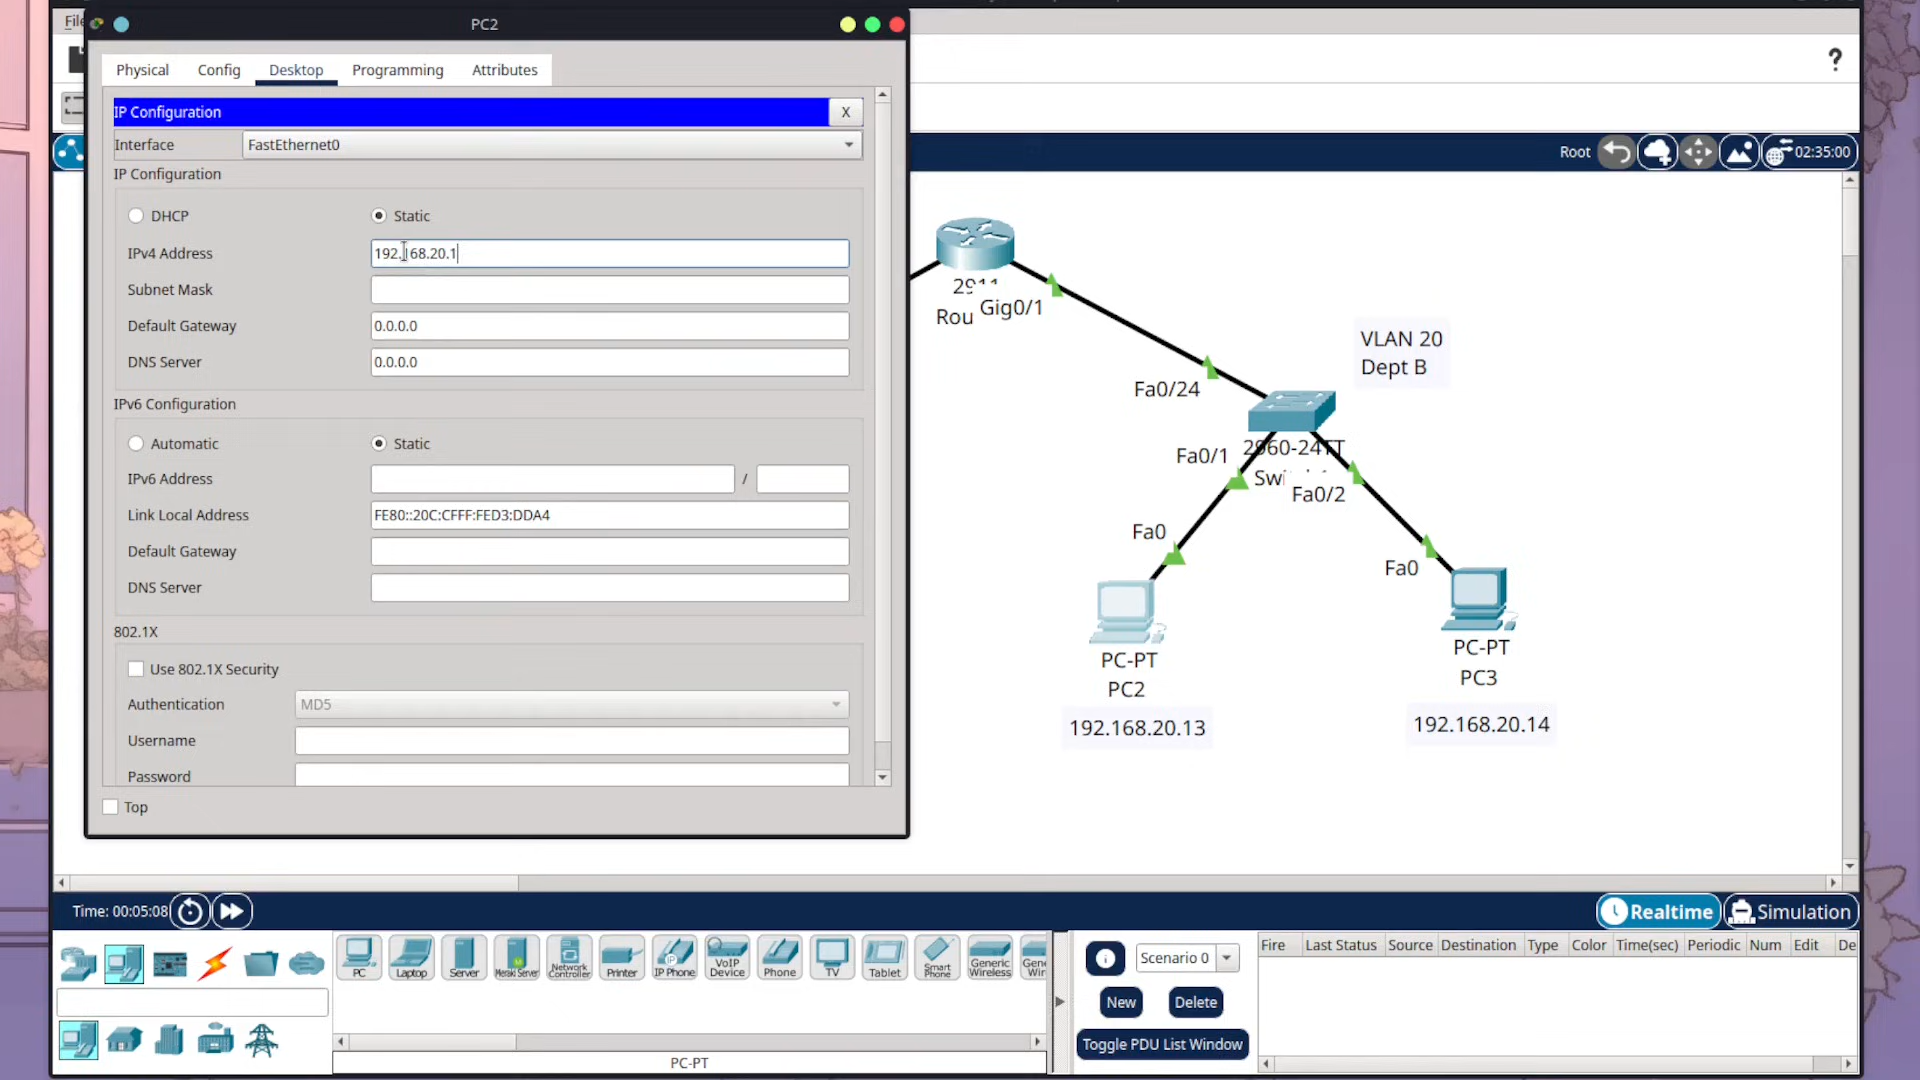 File
PC2
?
Physical
Config
Desktop
Programming
Attributes
IP Configuration
X
Interface
FastEthernet0
IP Configuration
DHCP
Static
IPv4 Address
192.168.20.1
Subnet Mask
Default Gateway
0.0.0.0
DNS Server
0.0.0.0
IPv6 Configuration
Automatic
Static
IPv6 Address
/
Link Local Address
FE80::20C:CFFF:FED3:DDA4
Default Gateway
DNS Server
802.1X
Use 802.1X Security
Authentication
MD5
Username
Password
Top
Root
02:35:00
Rou
Gig0/1
VLAN 20
Dept B
Fa0/24
2960-24TT
Fa0/1
Fa0/2
Fa0
Fa0
PC-PT
PC2
192.168.20.13
PC-PT
PC3
192.168.20.14
Time: 00:05:08
Realtime
Simulation
PC
Laptop
Server
Meraki Server
Network Controller
Printer
IP Phone
VoIP Device
Phone
TV
Tablet
Smart Phone
Generic Wireless
PC-PT
Scenario 0
New
Delete
Toggle PDU List Window
Fire
Last Status
Source
Destination
Type
Color
Time(sec)
Periodic
Num
Edit
De